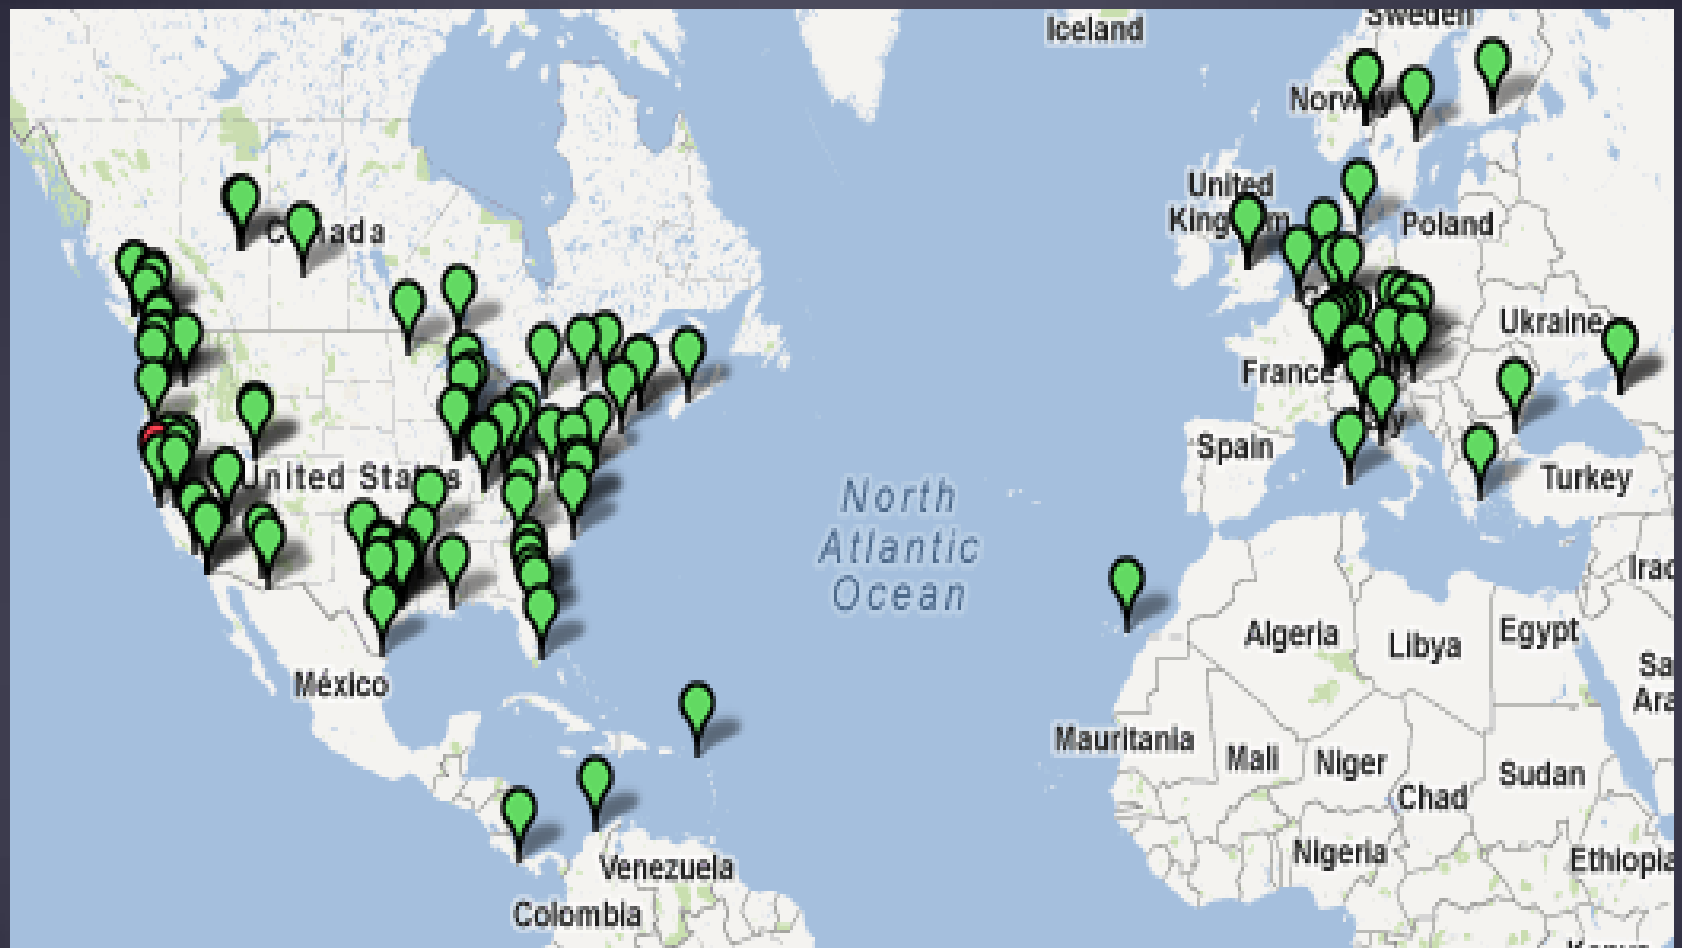 Iceland
Sweden
Norway
United
Kingdom
Poland
Canada
Ukraine
France
Spain
Turkey
United States
North
Atlantic
Ocean
Algeria
Libya
Egypt
México
Mauritania
Mali
Niger
Sudan
Chad
Nigeria
Ethiopia
Venezuela
Colombia